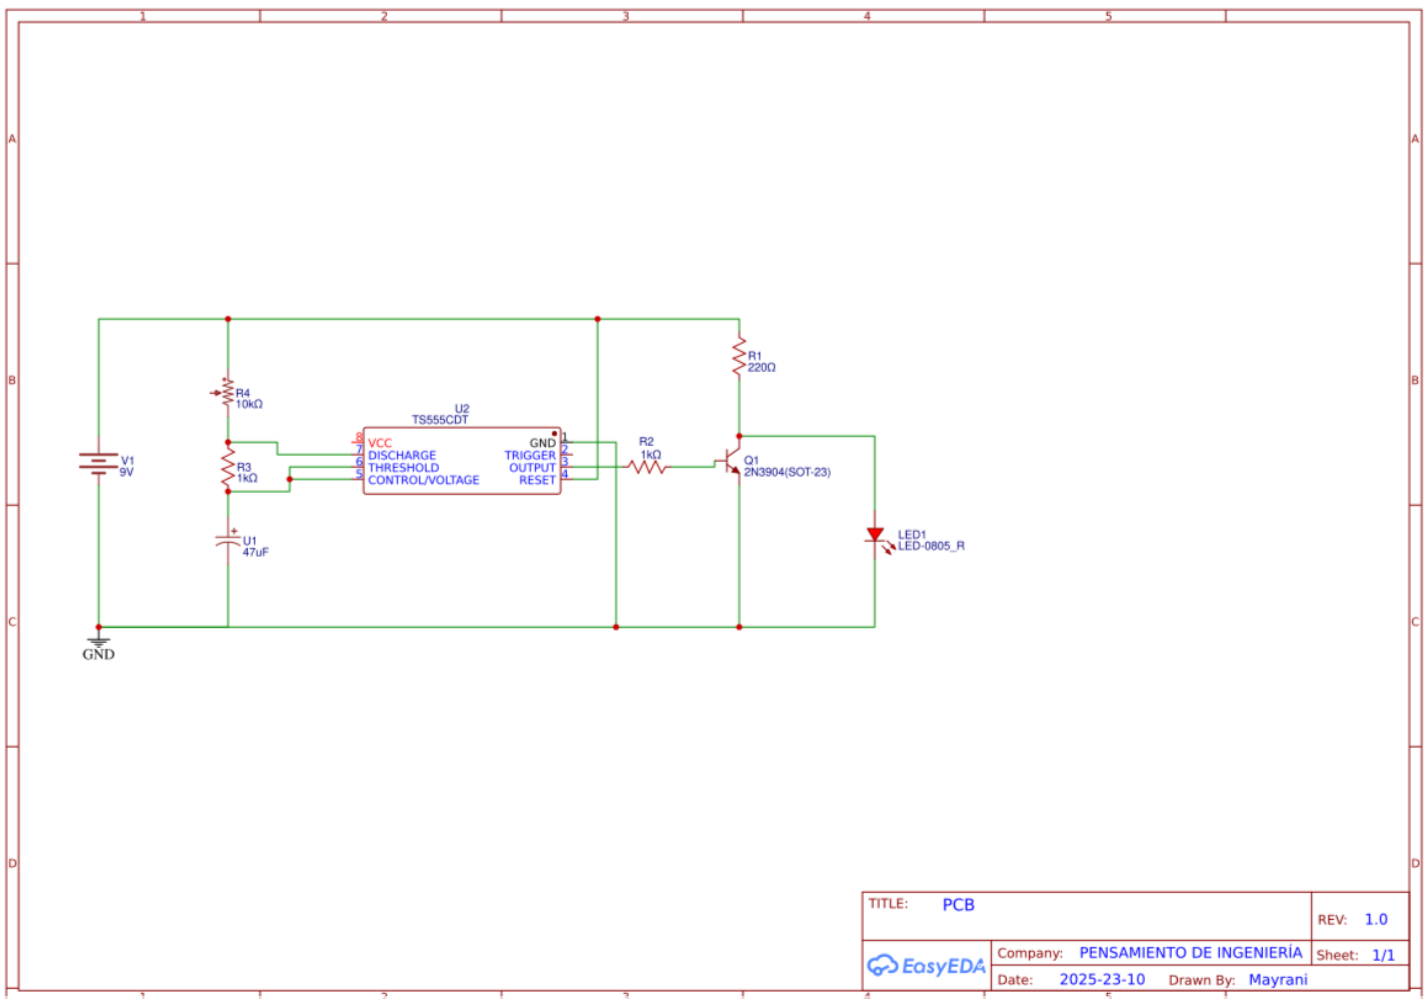 1 2 3 4 5
A A
B B
C C
D D
R4
10kΩ
R3
1kΩ
V1
9V
U1
47uF
GND
U2
TS555CDT
8 VCC
7 DISCHARGE
6 THRESHOLD
5 CONTROL/VOLTAGE
GND 1
TRIGGER 2
OUTPUT 3
RESET 4
R2
1kΩ
R1
220Ω
Q1
2N3904(SOT-23)
LED1
LED-0805_R
TITLE: PCB
REV: 1.0
EasyEDA
Company: PENSAMIENTO DE INGENIERÍA
Sheet: 1/1
Date: 2025-23-10 Drawn By: Mayrani
1 2 3 4 5